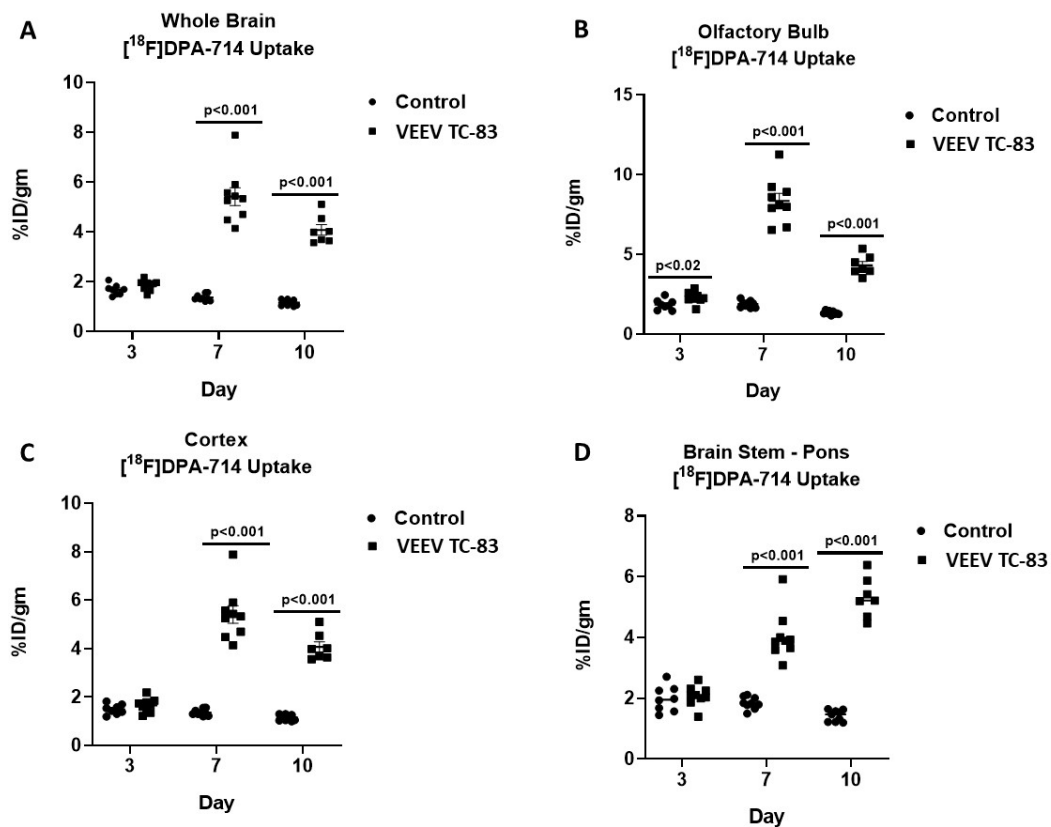 A
Whole Brain
[¹⁸F]DPA-714 Uptake
10
8
6
4
2
0
%ID/gm
p<0.001
p<0.001
3
7
10
Day
Control
VEEV TC-83
B
Olfactory Bulb
[¹⁸F]DPA-714 Uptake
15
10
5
0
%ID/gm
p<0.02
p<0.001
p<0.001
3
7
10
Day
Control
VEEV TC-83
C
Cortex
[¹⁸F]DPA-714 Uptake
10
8
6
4
2
0
%ID/gm
p<0.001
p<0.001
3
7
10
Day
Control
VEEV TC-83
D
Brain Stem - Pons
[¹⁸F]DPA-714 Uptake
8
6
4
2
0
%ID/gm
p<0.001
p<0.001
3
7
10
Day
Control
VEEV TC-83